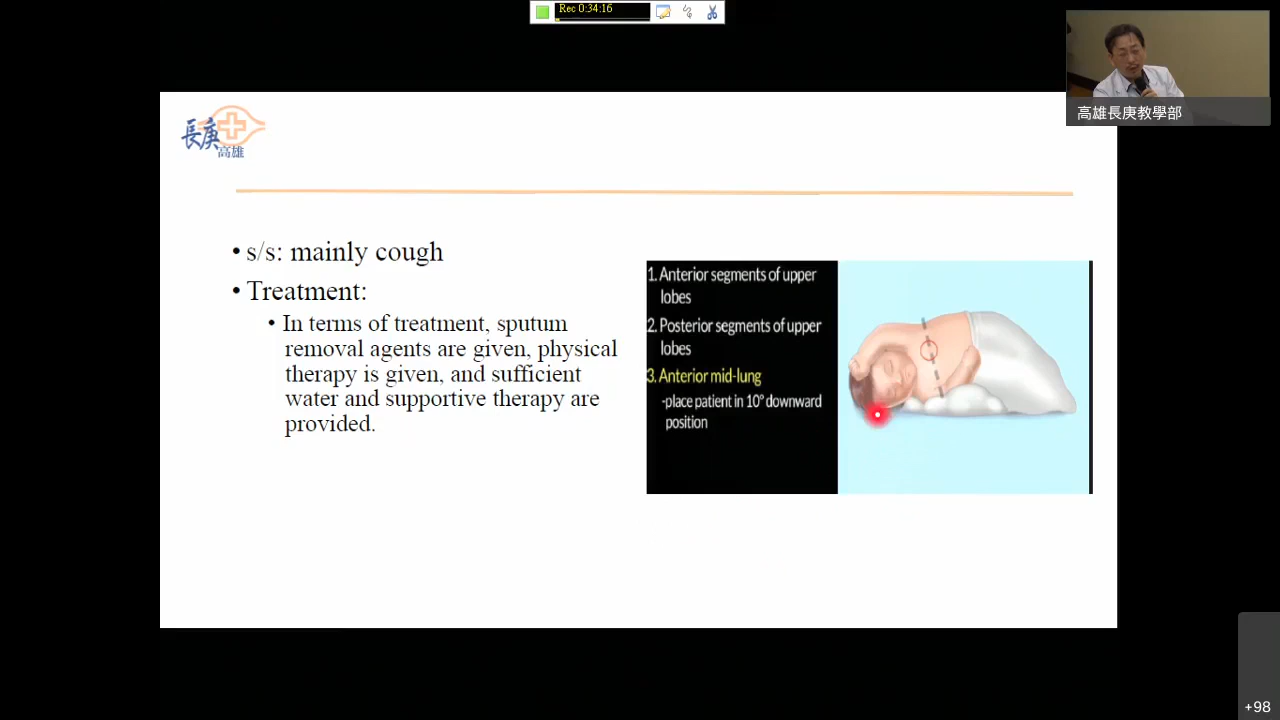 Rec 0:34:16
高雄長庚教學部
長庚
高雄
• s/s: mainly cough
• Treatment:
• In terms of treatment, sputum
removal agents are given, physical
therapy is given, and sufficient
water and supportive therapy are
provided.
1. Anterior segments of upper
lobes
2. Posterior segments of upper
lobes
3. Anterior mid-lung
-place patient in 10° downward
position
+98